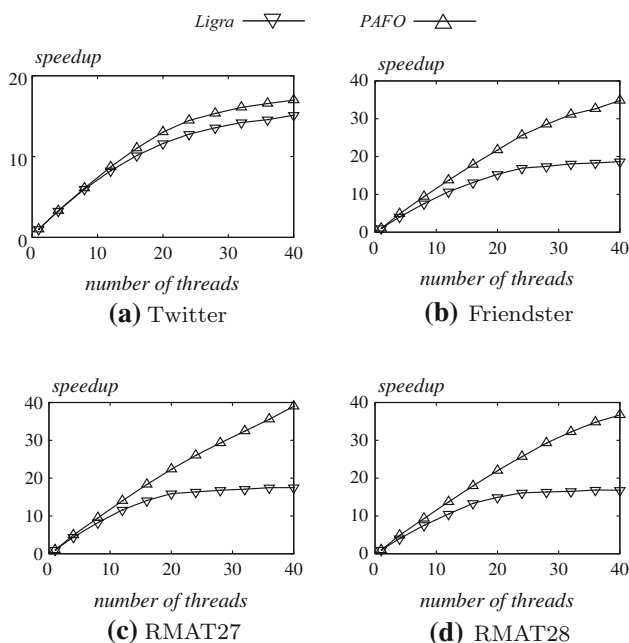 Ligra PAFO
speedup speedup
20 40
30
10 20
10
0 0
0 10 20 30 40 0 10 20 30 40
number of threads number of threads
(a) Twitter (b) Friendster
speedup speedup
40 40
30 30
20 20
10 10
0 0
0 10 20 30 40 0 10 20 30 40
number of threads number of threads
(c) RMAT27 (d) RMAT28